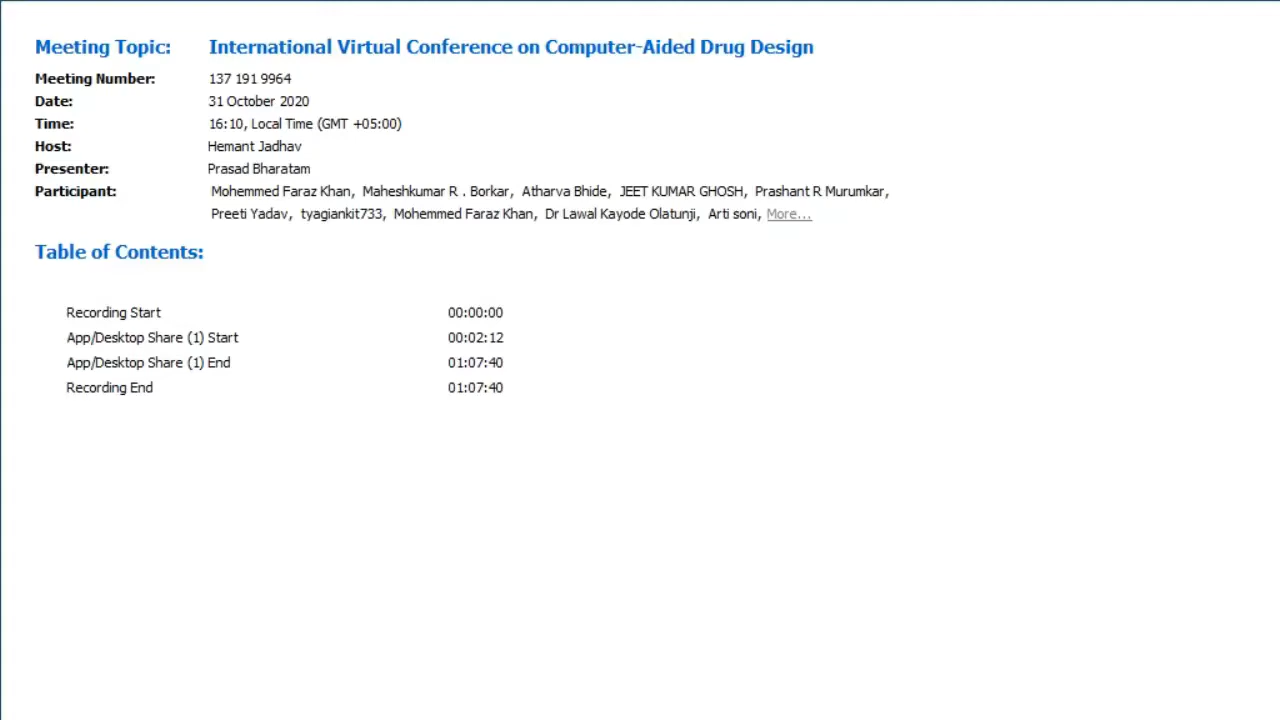 Meeting Topic: International Virtual Conference on Computer-Aided Drug Design
Meeting Number: 137 191 9964
Date: 31 October 2020
Time: 16:10, Local Time (GMT +05:00)
Host: Hemant Jadhav
Presenter: Prasad Bharatam
Participant: Mohemmed Faraz Khan, Maheshkumar R . Borkar, Atharva Bhide, JEET KUMAR GHOSH, Prashant R Murumkar,
Preeti Yadav, tyagiankit733, Mohemmed Faraz Khan, Dr Lawal Kayode Olatunji, Arti soni, More...
Table of Contents:
Recording Start 00:00:00
App/Desktop Share (1) Start 00:02:12
App/Desktop Share (1) End 01:07:40
Recording End 01:07:40